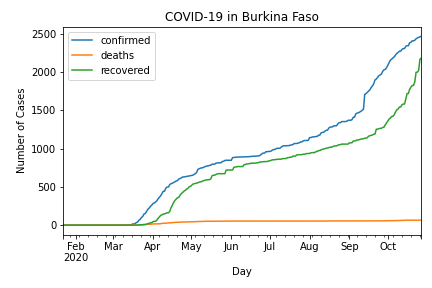 COVID-19 in Burkina Faso
confirmed
deaths
recovered
Number of Cases
2500
2000
1500
1000
500
0
Feb Mar Apr May Jun Jul Aug Sep Oct
2020
Day